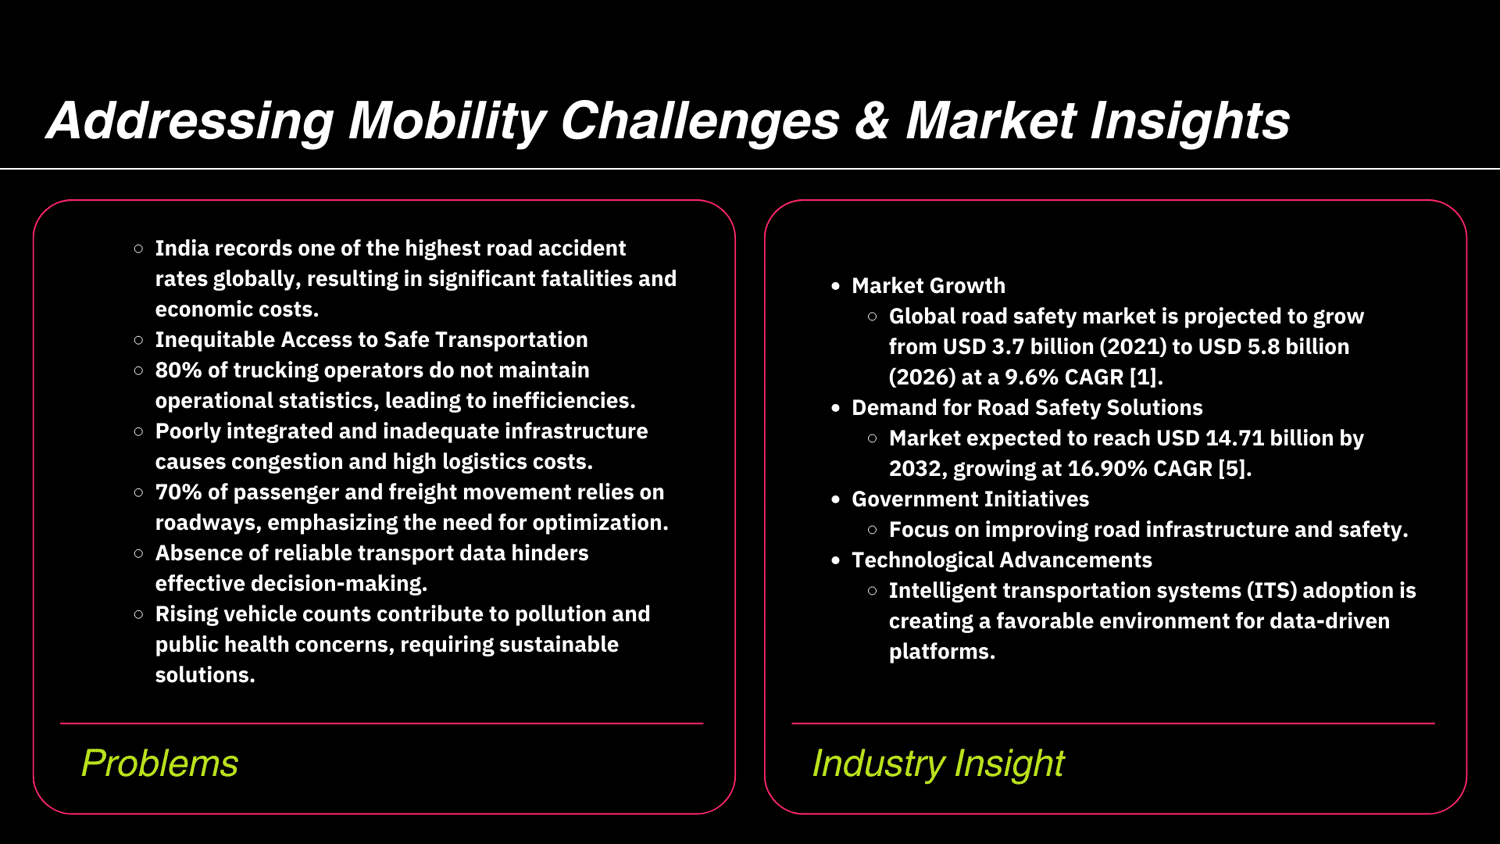 Addressing Mobility Challenges & Market Insights
○ India records one of the highest road accident
rates globally, resulting in significant fatalities and
economic costs.
○ Inequitable Access to Safe Transportation
○ 80% of trucking operators do not maintain
operational statistics, leading to inefficiencies.
○ Poorly integrated and inadequate infrastructure
causes congestion and high logistics costs.
○ 70% of passenger and freight movement relies on
roadways, emphasizing the need for optimization.
○ Absence of reliable transport data hinders
effective decision-making.
○ Rising vehicle counts contribute to pollution and
public health concerns, requiring sustainable
solutions.
Problems
• Market Growth
○ Global road safety market is projected to grow
from USD 3.7 billion (2021) to USD 5.8 billion
(2026) at a 9.6% CAGR [1].
• Demand for Road Safety Solutions
○ Market expected to reach USD 14.71 billion by
2032, growing at 16.90% CAGR [5].
• Government Initiatives
○ Focus on improving road infrastructure and safety.
• Technological Advancements
○ Intelligent transportation systems (ITS) adoption is
creating a favorable environment for data-driven
platforms.
Industry Insight